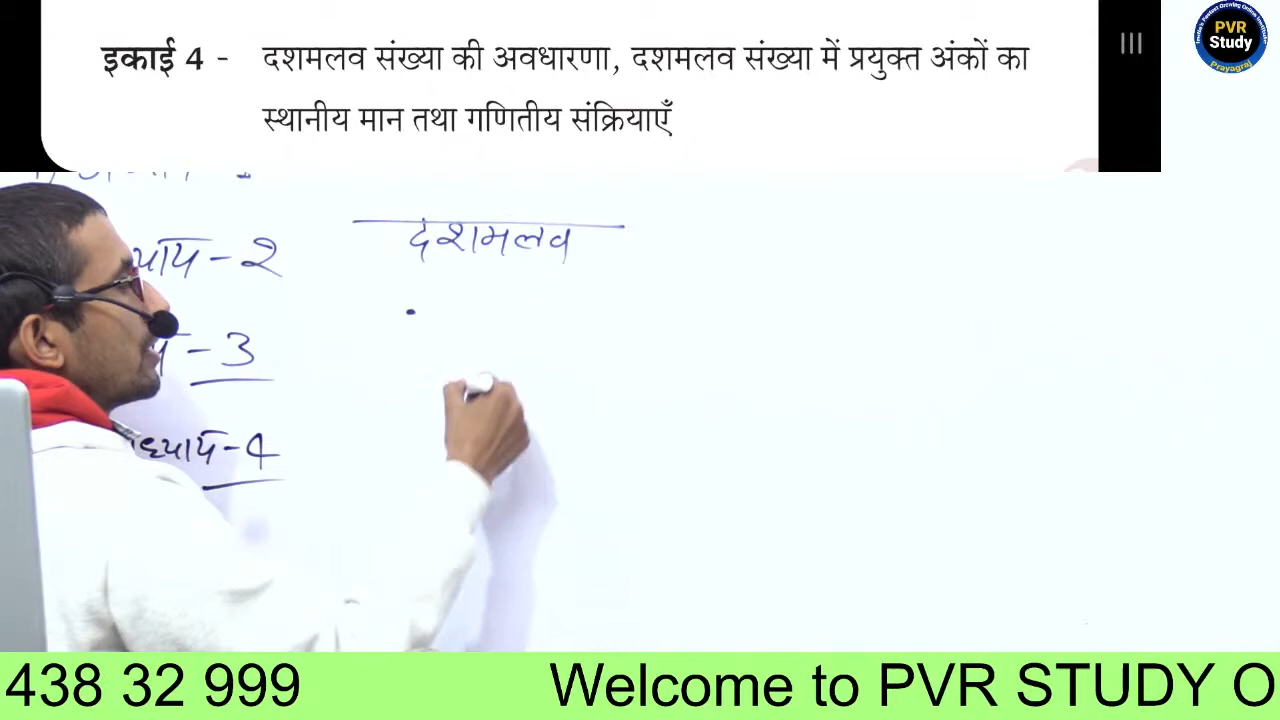 इकाई 4 - दशमलव संख्या की अवधारणा, दशमलव संख्या में प्रयुक्त अंकों का
स्थानीय मान तथा गणितीय संक्रियाएँ
PVR
Study
Prayagraj
दशमलव
- 2
- 3
ध्याय - 4
438 32 999 Welcome to PVR STUDY O